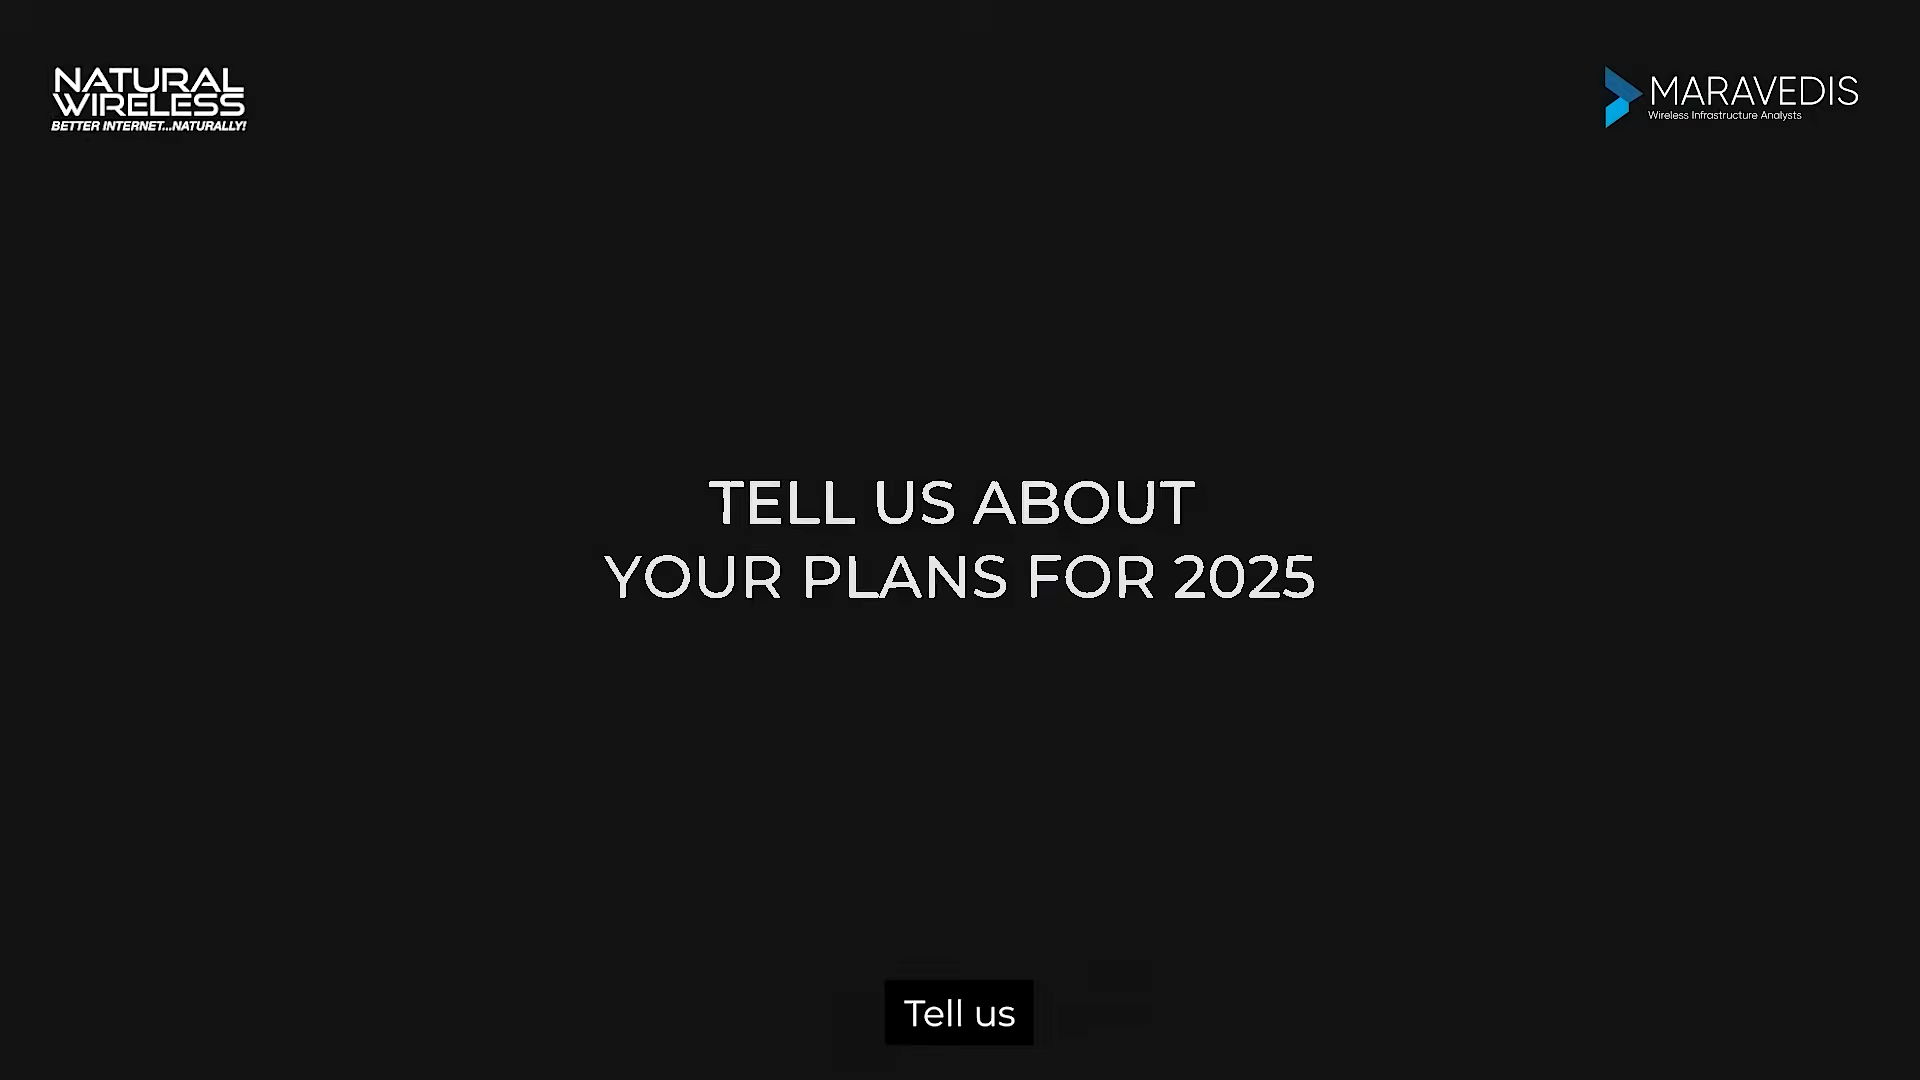 NATURAL
WIRELESS
BETTER INTERNET...NATURALLY!
MARAVEDIS
Wireless Infrastructure Analysts
TELL US ABOUT
YOUR PLANS FOR 2025
Tell us